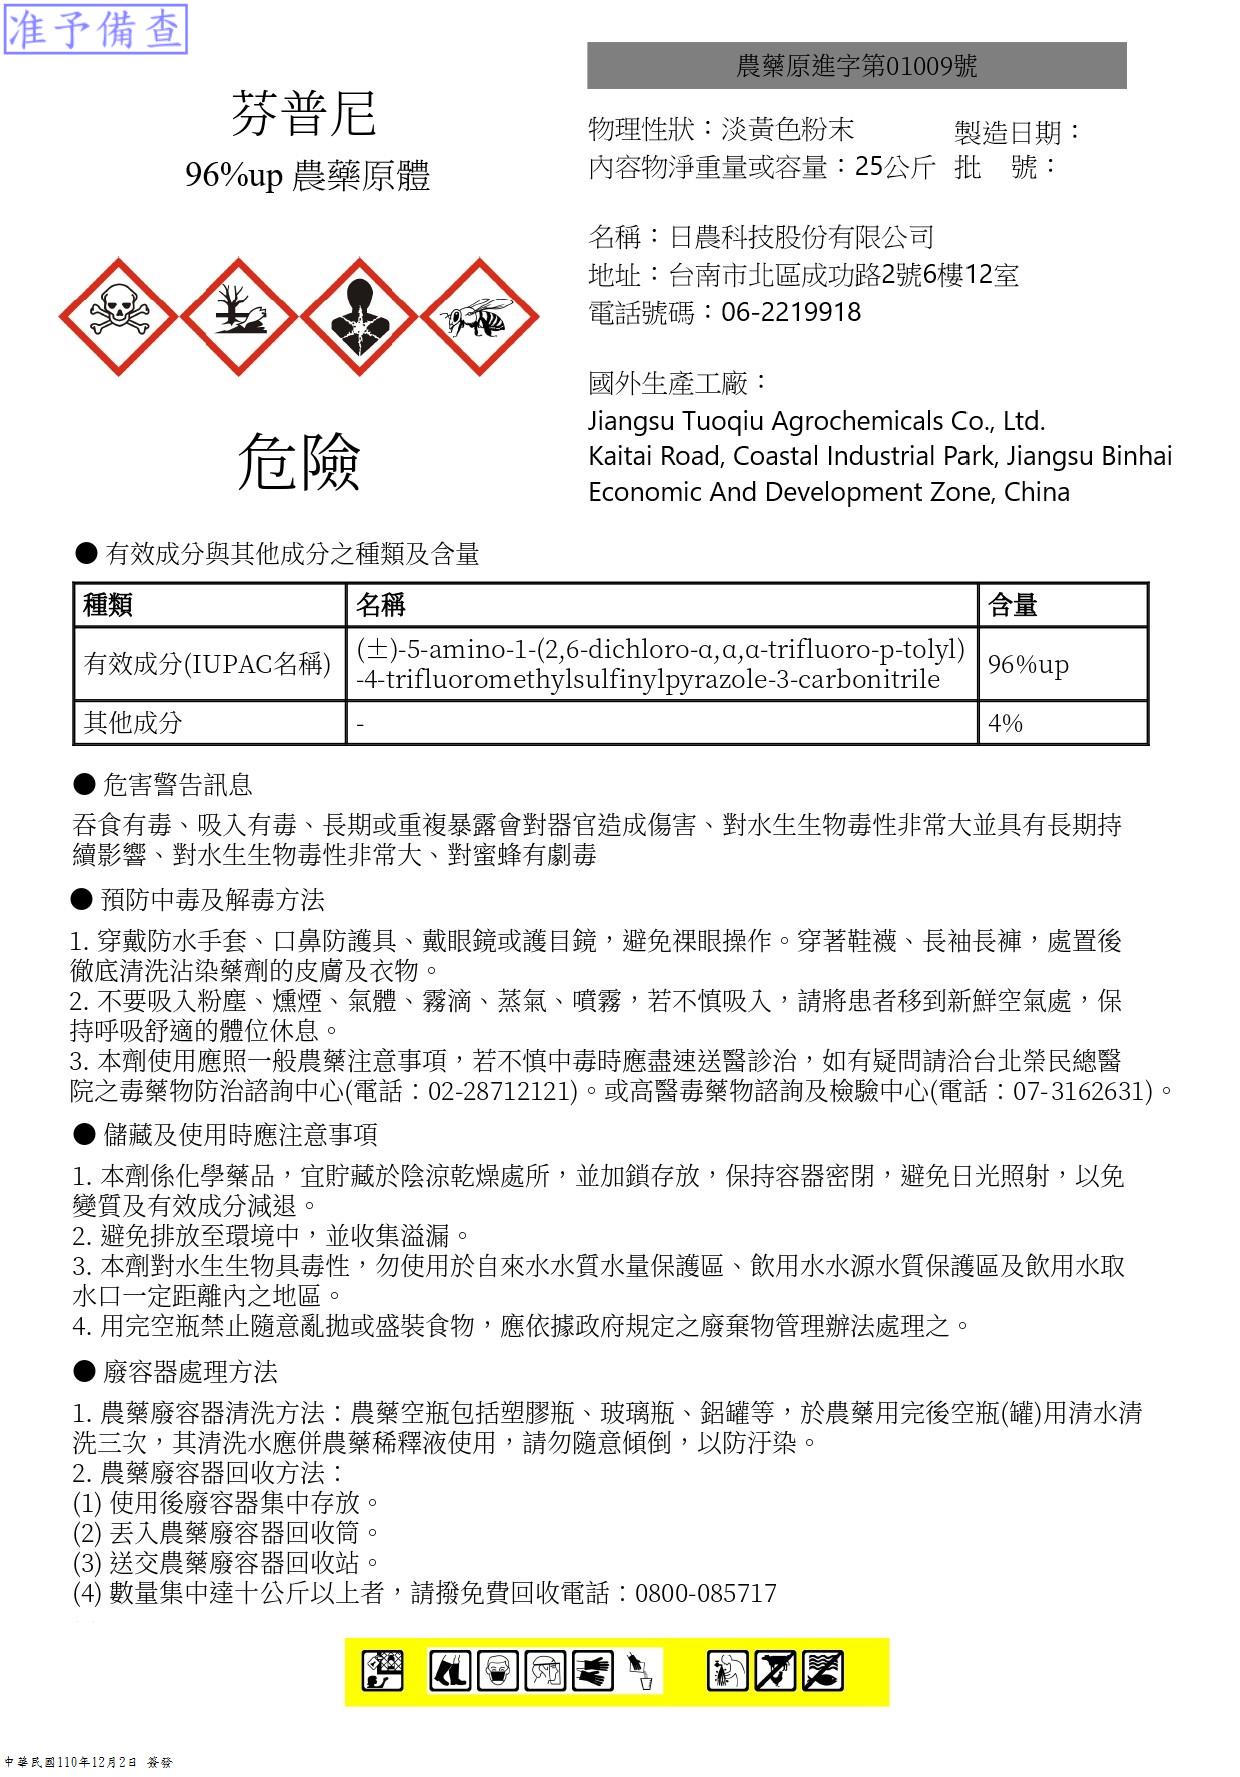 准予備查
農藥原進字第01009號
芬普尼
96%up 農藥原體
物理性狀：淡黃色粉末
製造日期：
內容物淨重量或容量：25公斤
批　號：
名稱：日農科技股份有限公司
地址：台南市北區成功路2號6樓12室
電話號碼：06-2219918
國外生產工廠：
Jiangsu Tuoqiu Agrochemicals Co., Ltd.
Kaitai Road, Coastal Industrial Park, Jiangsu Binhai
Economic And Development Zone, China
危險
● 有效成分與其他成分之種類及含量
種類 名稱 含量
有效成分(IUPAC名稱) (±)-5-amino-1-(2,6-dichloro-α,α,α-trifluoro-p-tolyl)
-4-trifluoromethylsulfinylpyrazole-3-carbonitrile 96%up
其他成分 - 4%
● 危害警告訊息
吞食有毒、吸入有毒、長期或重複暴露會對器官造成傷害、對水生生物毒性非常大並具有長期持
續影響、對水生生物毒性非常大、對蜜蜂有劇毒
● 預防中毒及解毒方法
1. 穿戴防水手套、口鼻防護具、戴眼鏡或護目鏡，避免裸眼操作。穿著鞋襪、長袖長褲，處置後
徹底清洗沾染藥劑的皮膚及衣物。
2. 不要吸入粉塵、燻煙、氣體、霧滴、蒸氣、噴霧，若不慎吸入，請將患者移到新鮮空氣處，保
持呼吸舒適的體位休息。
3. 本劑使用應照一般農藥注意事項，若不慎中毒時應盡速送醫診治，如有疑問請洽台北榮民總醫
院之毒藥物防治諮詢中心(電話：02-28712121)。或高醫毒藥物諮詢及檢驗中心(電話：07-3162631)。
● 儲藏及使用時應注意事項
1. 本劑係化學藥品，宜貯藏於陰涼乾燥處所，並加鎖存放，保持容器密閉，避免日光照射，以免
變質及有效成分減退。
2. 避免排放至環境中，並收集溢漏。
3. 本劑對水生生物具毒性，勿使用於自來水水質水量保護區、飲用水水源水質保護區及飲用水取
水口一定距離內之地區。
4. 用完空瓶禁止隨意亂拋或盛裝食物，應依據政府規定之廢棄物管理辦法處理之。
● 廢容器處理方法
1. 農藥廢容器清洗方法：農藥空瓶包括塑膠瓶、玻璃瓶、鋁罐等，於農藥用完後空瓶(罐)用清水清
洗三次，其清洗水應併農藥稀釋液使用，請勿隨意傾倒，以防汙染。
2. 農藥廢容器回收方法：
(1) 使用後廢容器集中存放。
(2) 丟入農藥廢容器回收筒。
(3) 送交農藥廢容器回收站。
(4) 數量集中達十公斤以上者，請撥免費回收電話：0800-085717
中華民國110年12月2日 簽發